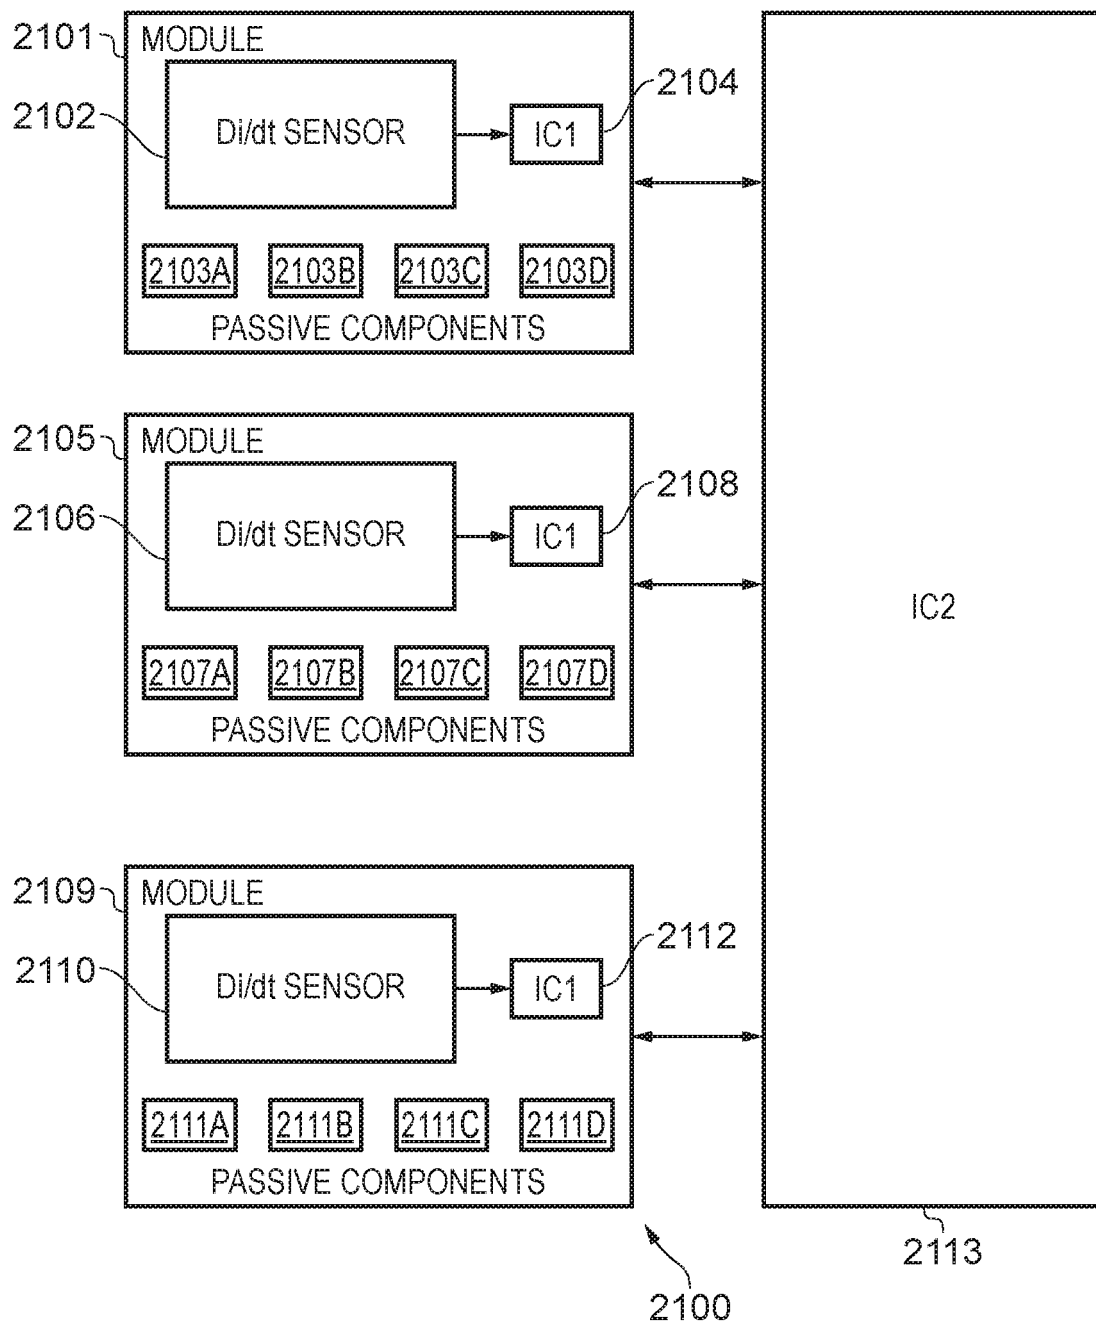 2101
MODULE
2102
Di/dt SENSOR
IC1
2104
2103A 2103B 2103C 2103D
PASSIVE COMPONENTS
2105
MODULE
2106
Di/dt SENSOR
IC1
2108
2107A 2107B 2107C 2107D
PASSIVE COMPONENTS
IC2
2109
MODULE
2110
Di/dt SENSOR
IC1
2112
2111A 2111B 2111C 2111D
PASSIVE COMPONENTS
2113
2100